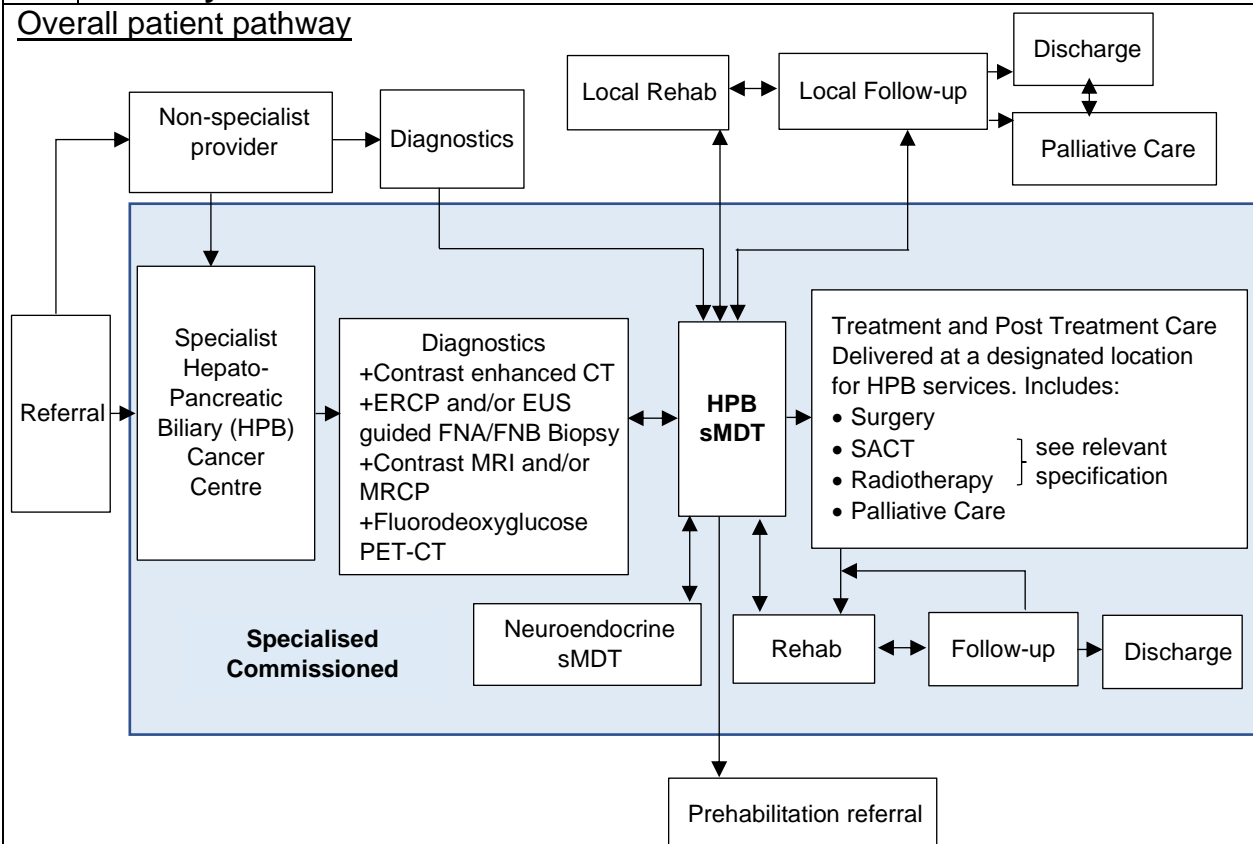 Overall patient pathway
Discharge
Local Rehab
Local Follow-up
Non-specialist
provider
Diagnostics
Palliative Care
Referral
Specialist
Hepato-
Pancreatic
Biliary (HPB)
Cancer
Centre
Diagnostics
+Contrast enhanced CT
+ERCP and/or EUS
guided FNA/FNB Biopsy
+Contrast MRI and/or
MRCP
+Fluorodeoxyglucose
PET-CT
HPB
sMDT
Treatment and Post Treatment Care
Delivered at a designated location
for HPB services. Includes:
• Surgery
• SACT
• Radiotherapy
• Palliative Care
see relevant
specification
Specialised
Commissioned
Neuroendocrine
sMDT
Rehab
Follow-up
Discharge
Prehabilitation referral